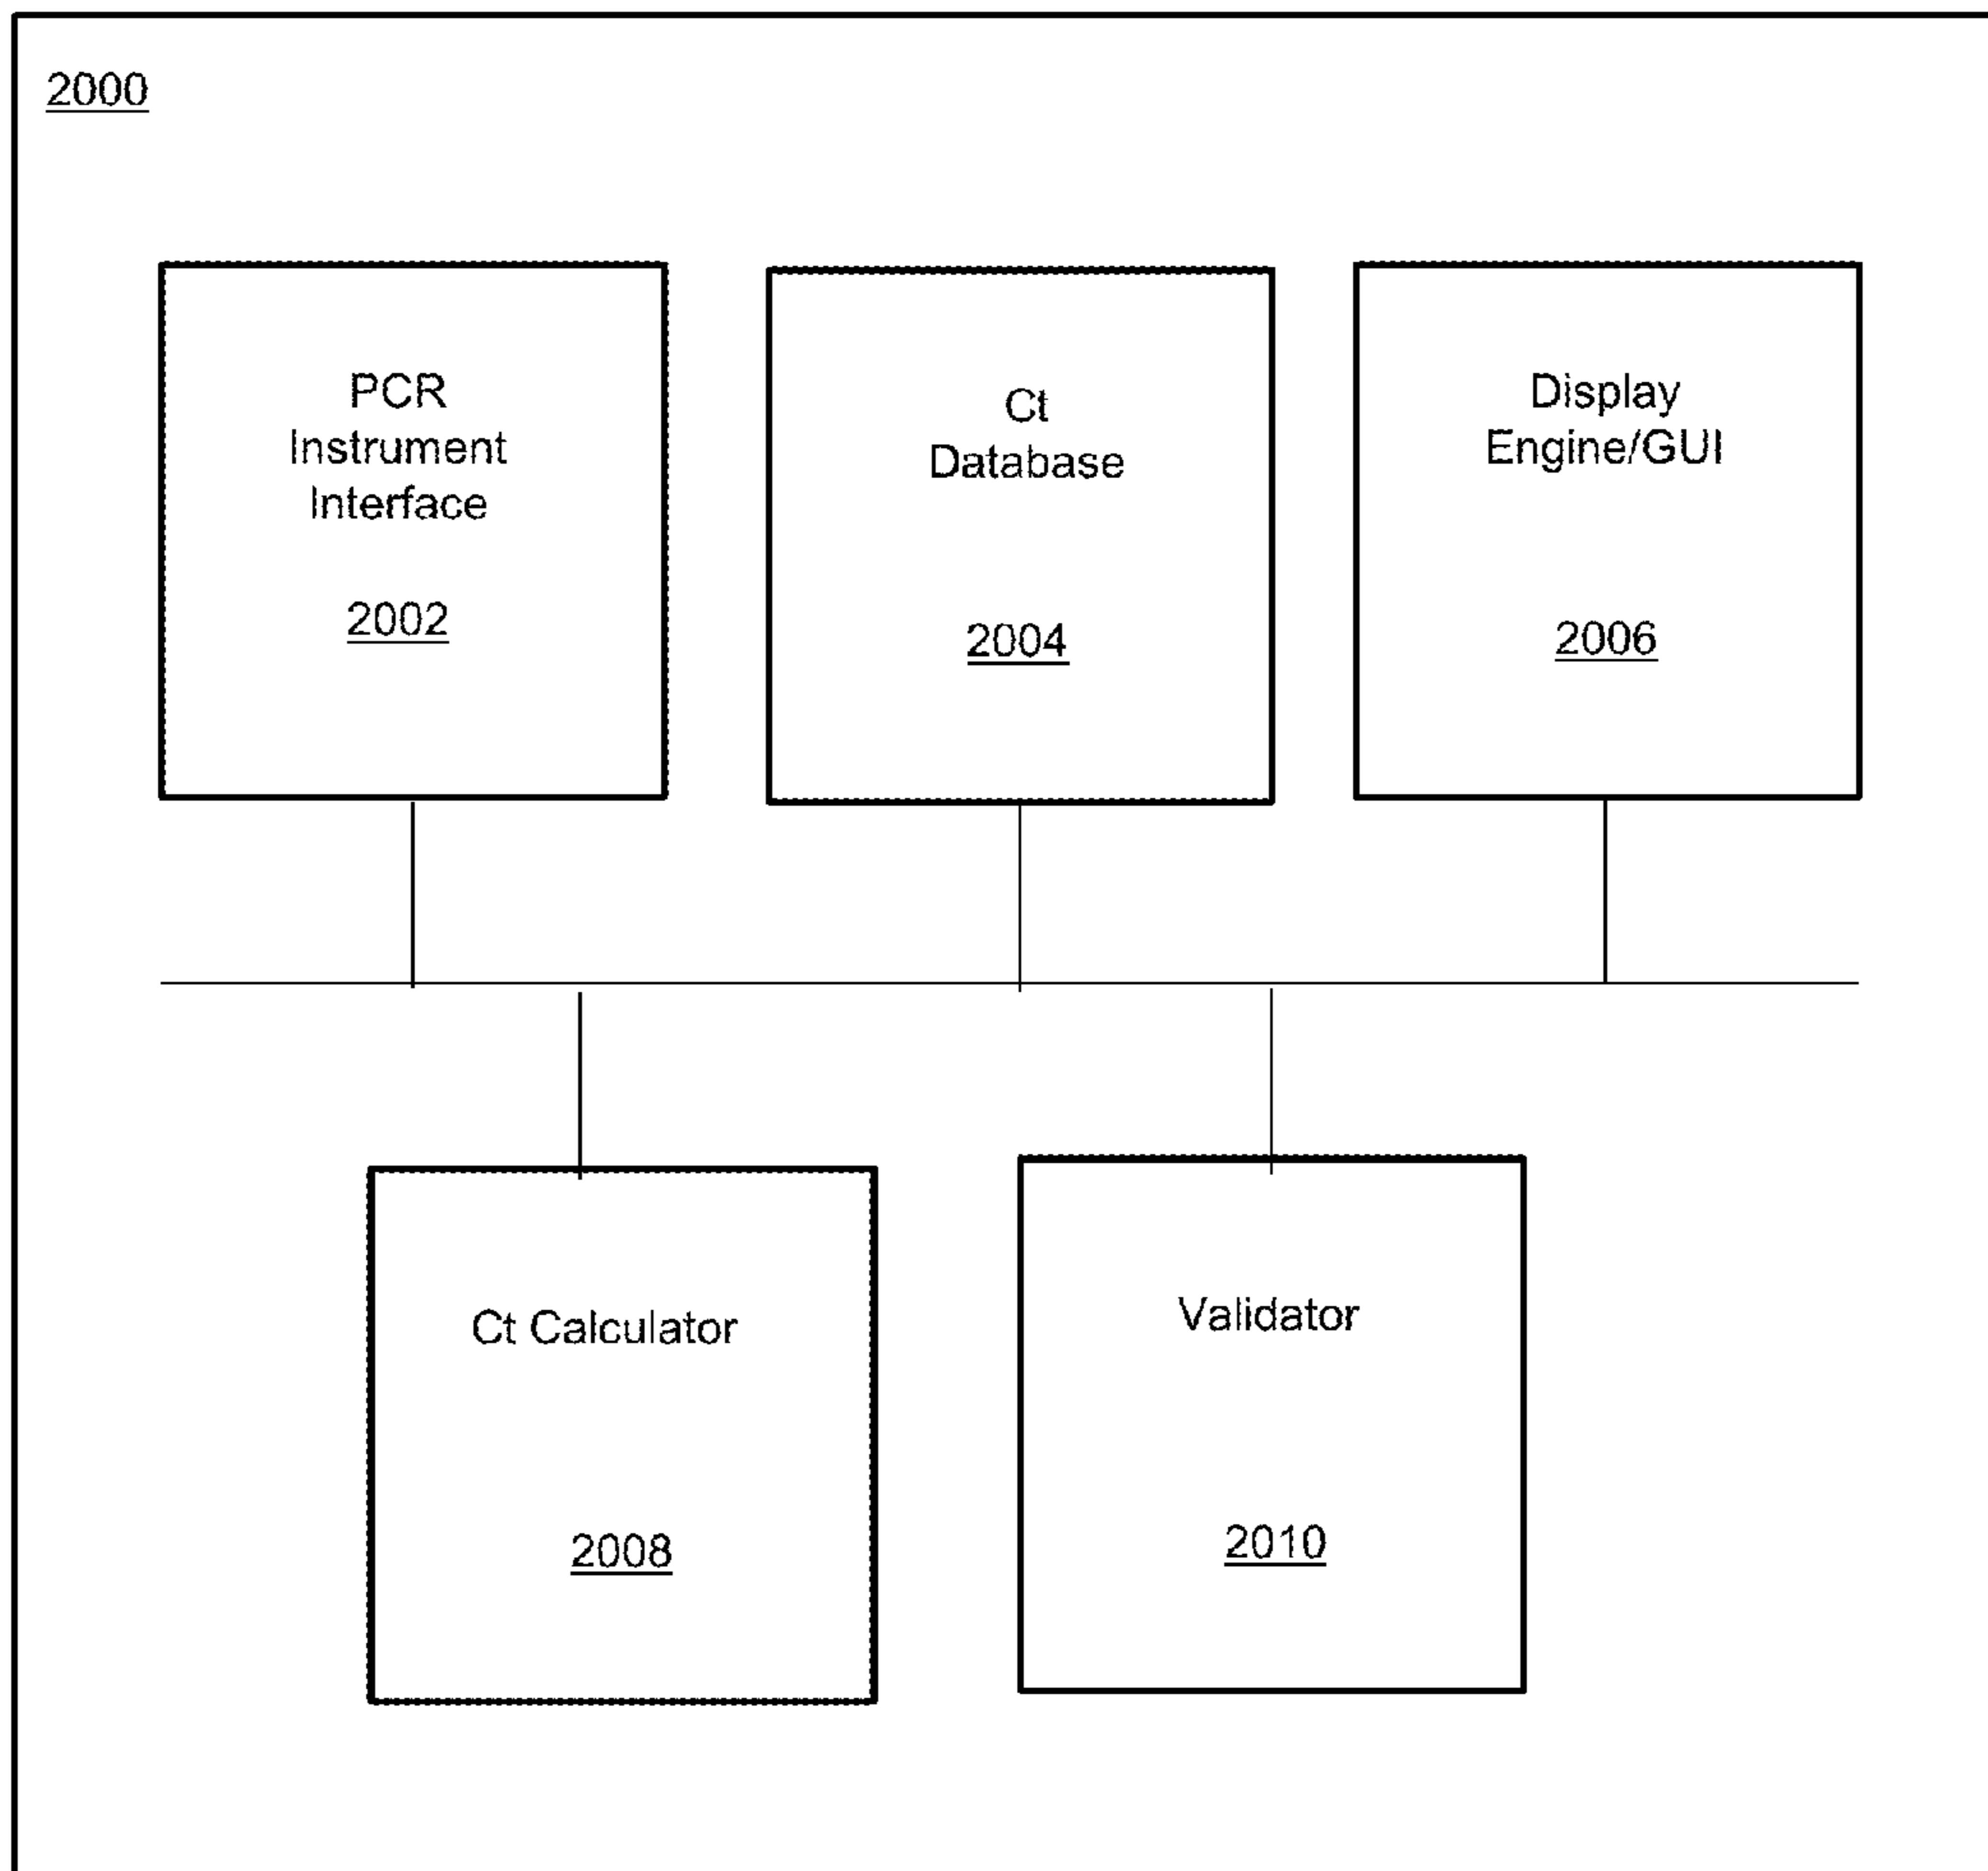 2000
PCR
Instrument
Interface
2002
Ct
Database
2004
Display
Engine/GUI
2006
Ct Calculator
2008
Validator
2010